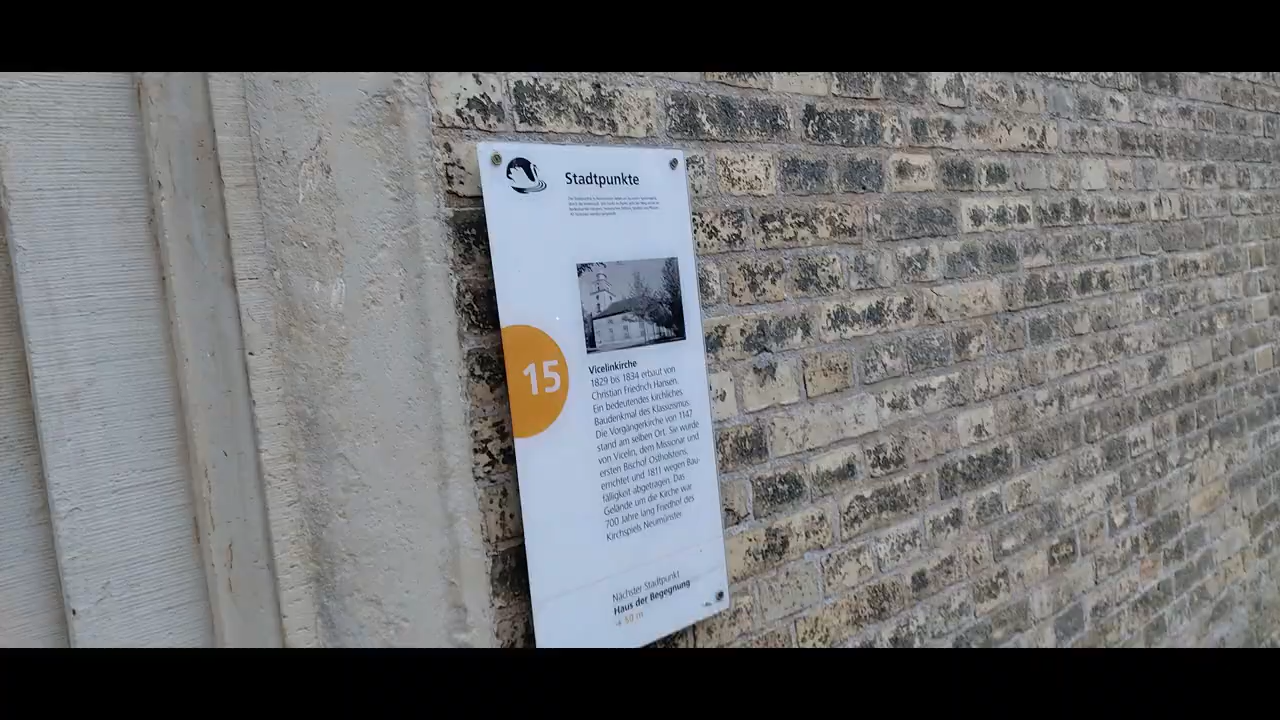 Stadtpunkte
15
Vicelinkirche
1829 bis 1834 erbaut von
Christian Friedrich Hansen.
Ein bedeutendes kirchliches
Baudenkmal des Klassizismus.
Die Vorgängerkirche von 1147
stand am selben Ort. Sie wurde
von Vicelin, dem Missionar und
ersten Bischof Ostholsteins,
errichtet und 1811 wegen Bau-
fälligkeit abgetragen. Das
Gelände um die Kirche war
700 Jahre lang Friedhof des
Kirchspiels Neumünster.
Nächster Stadtpunkt
Haus der Begegnung
50 m